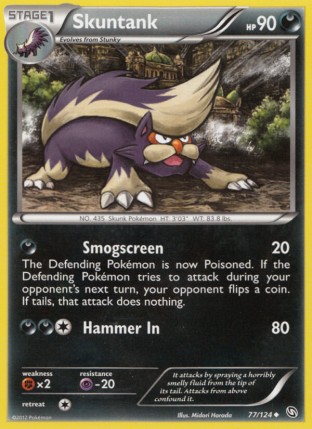 STAGE1
Skuntank
HP 90
Evolves from Stunky
NO. 435 Skunk Pokémon HT: 3'03" WT: 83.8 lbs.
Smogscreen 20
The Defending Pokémon is now Poisoned. If the
Defending Pokémon tries to attack during your
opponent's next turn, your opponent flips a coin.
If tails, that attack does nothing.
Hammer In 80
weakness
×2
resistance
-20
retreat
It attacks by spraying a horribly
smelly fluid from the tip of
its tail. Attacks from above
confound it.
©2012 Pokémon
Illus. Midori Harada
77/124